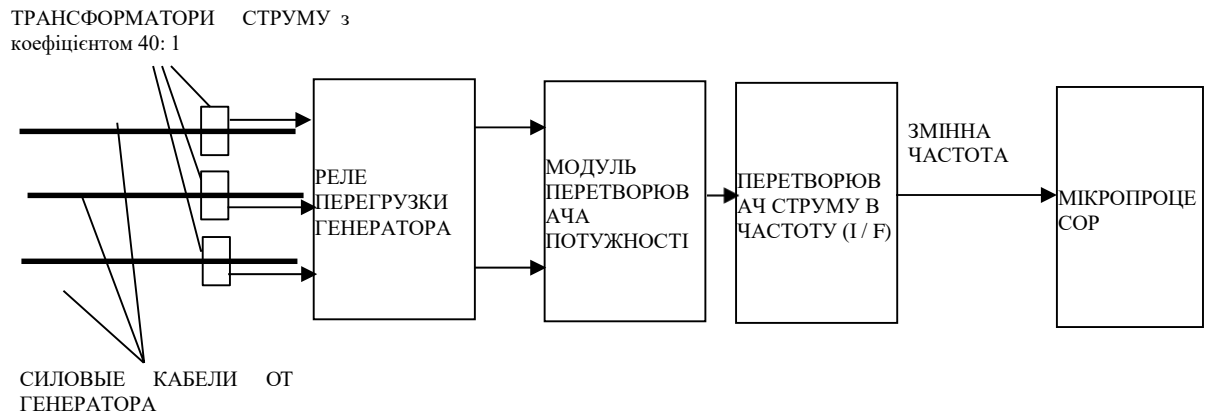 ТРАНСФОРМАТОРИ СТРУМУ з
коефіцієнтом 40: 1
РЕЛЕ
ПЕРЕГРУЗКИ
ГЕНЕРАТОРА
МОДУЛЬ
ПЕРЕТВОРЮВ
АЧА
ПОТУЖНОСТІ
ПЕРЕТВОРЮВ
АЧ СТРУМУ В
ЧАСТОТУ (I / F)
ЗМІННА
ЧАСТОТА
МІКРОПРОЦЕ
СОР
СИЛОВЫЕ КАБЕЛИ ОТ
ГЕНЕРАТОРА